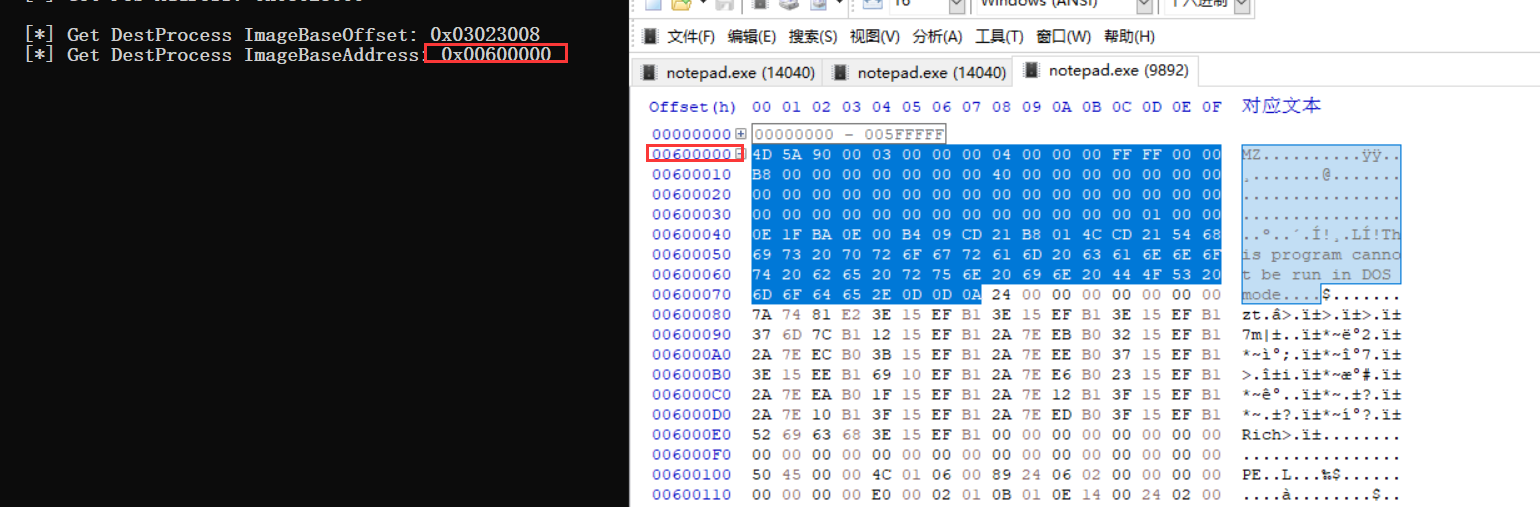 [*] Get DestProcess ImageBaseOffset: 0x03023008
[*] Get DestProcess ImageBaseAddress: 0x00600000
16 Windows (ANSI) 十六进制
文件(F) 编辑(E) 搜索(S) 视图(V) 分析(A) 工具(T) 窗口(W) 帮助(H)
notepad.exe (14040) notepad.exe (14040) notepad.exe (9892)
Offset(h) 00 01 02 03 04 05 06 07 08 09 0A 0B 0C 0D 0E 0F 对应文本
00000000 00000000 - 005FFFFF
00600000 4D 5A 90 00 03 00 00 00 04 00 00 00 FF FF 00 00 MZ..........ÿÿ..
00600010 B8 00 00 00 00 00 00 00 40 00 00 00 00 00 00 00 ¸.......@.......
00600020 00 00 00 00 00 00 00 00 00 00 00 00 00 00 00 00 ................
00600030 00 00 00 00 00 00 00 00 00 00 00 00 00 01 00 00 ................
00600040 0E 1F BA 0E 00 B4 09 CD 21 B8 01 4C CD 21 54 68 ..º..´.Í!¸.LÍ!Th
00600050 69 73 20 70 72 6F 67 72 61 6D 20 63 61 6E 6E 6F is program canno
00600060 74 20 62 65 20 72 75 6E 20 69 6E 20 44 4F 53 20 t be run in DOS
00600070 6D 6F 64 65 2E 0D 0D 0A 24 00 00 00 00 00 00 00 mode....$.......
00600080 7A 74 81 E2 3E 15 EF B1 3E 15 EF B1 3E 15 EF B1 zt.â>.ï±>.ï±>.ï±
00600090 37 6D 7C B1 12 15 EF B1 2A 7E EB B0 32 15 EF B1 7m|±..ï±*~ë°2.ï±
006000A0 2A 7E EC B0 3B 15 EF B1 2A 7E EE B0 37 15 EF B1 *~ì°;.ï±*~î°7.ï±
006000B0 3E 15 EE B1 69 10 EF B1 2A 7E E6 B0 23 15 EF B1 >.î±i.ï±*~æ°#.ï±
006000C0 2A 7E EA B0 1F 15 EF B1 2A 7E 12 B1 3F 15 EF B1 *~ê°..ï±*~.±?.ï±
006000D0 2A 7E 10 B1 3F 15 EF B1 2A 7E ED B0 3F 15 EF B1 *~.±?.ï±*~í°?.ï±
006000E0 52 69 63 68 3E 15 EF B1 00 00 00 00 00 00 00 00 Rich>.ï±........
006000F0 00 00 00 00 00 00 00 00 00 00 00 00 00 00 00 00 ................
00600100 50 45 00 00 4C 01 06 00 89 24 06 02 00 00 00 00 PE..L...‰$......
00600110 00 00 00 00 E0 00 02 01 0B 01 0E 14 00 24 02 00 ....à........$..